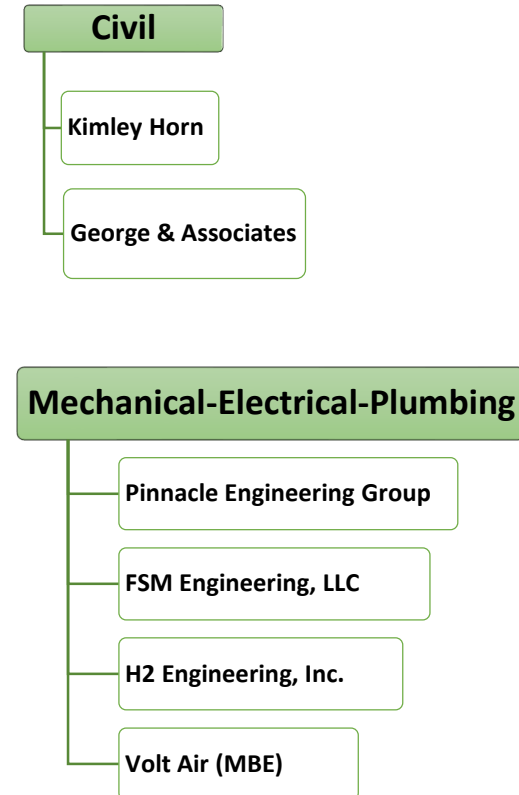 Civil
Kimley Horn
George & Associates
Mechanical-Electrical-Plumbing
Pinnacle Engineering Group
FSM Engineering, LLC
H2 Engineering, Inc.
Volt Air (MBE)